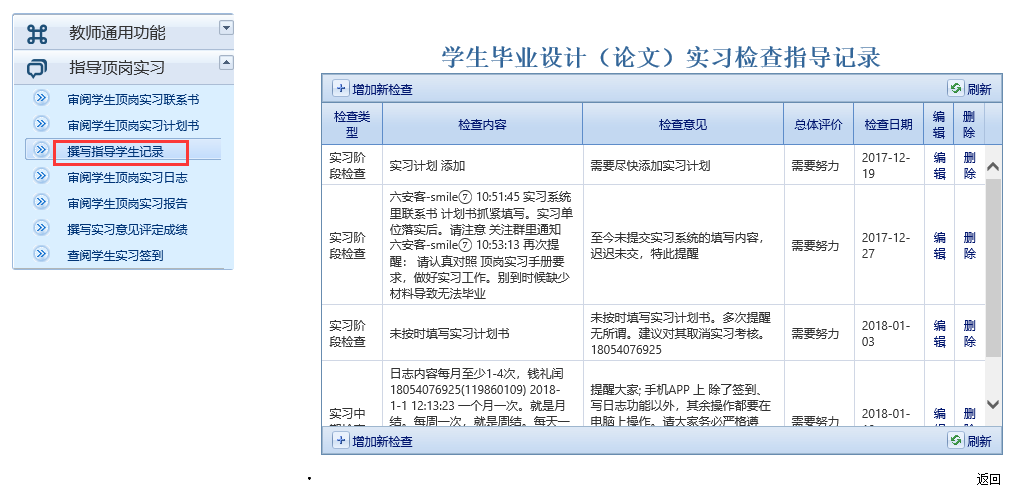 教师通用功能
指导顶岗实习
审阅学生顶岗实习联系书
审阅学生顶岗实习计划书
撰写指导学生记录
审阅学生顶岗实习日志
审阅学生顶岗实习报告
撰写实习意见评定成绩
查阅学生实习签到
学生毕业设计（论文）实习检查指导记录
增加新检查
刷新
检查类
型
检查内容
检查意见
总体评价
检查日期
编
辑
删
除
实习阶
段检查
实习计划 添加
需要尽快添加实习计划
需要努力
2017-12-
19
编
辑
删
除
实习阶
段检查
六安客-smile⑦ 10:51:45 实习系统
里联系书 计划书抓紧填写。实习单
位落实后。请注意 关注群里通知
六安客-smile⑦ 10:53:13 再次提
醒： 请认真对照 顶岗实习手册要
求，做好实习工作。别到时候缺少
材料导致无法毕业
至今未提交实习系统的填写内容，
迟迟未交，特此提醒
需要努力
2017-12-
27
编
辑
删
除
实习阶
段检查
未按时填写实习计划书
未按时填写实习计划书。多次提醒
无所谓。建议对其取消实习考核。
18054076925
需要努力
2018-01-
03
编
辑
删
除
实习中
日志内容每月至少1-4次，钱礼闰
18054076925(119860109) 2018-
1-1 12:13:23 一个月一次。就是月
结。每周一次，就是周结。每天一
提醒大家; 手机APP 上 除了签到、
写日志功能以外，其余操作都要在
电脑上操作。请大家务必严格遵
需要努力
2018-01-
编
删
增加新检查
刷新
返回